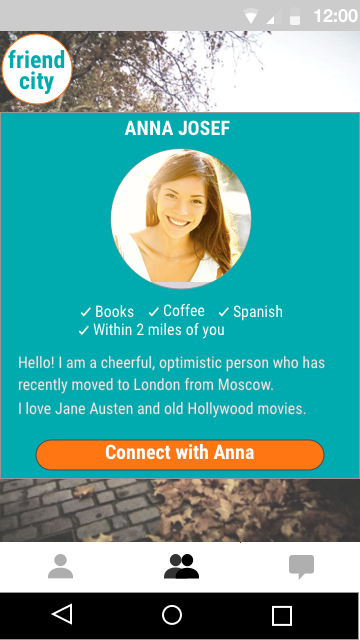 12:00
friend
city
ANNA JOSEF
Books Coffee Spanish
Within 2 miles of you
Hello! I am a cheerful, optimistic person who has
recently moved to London from Moscow.
I love Jane Austen and old Hollywood movies.
Connect with Anna